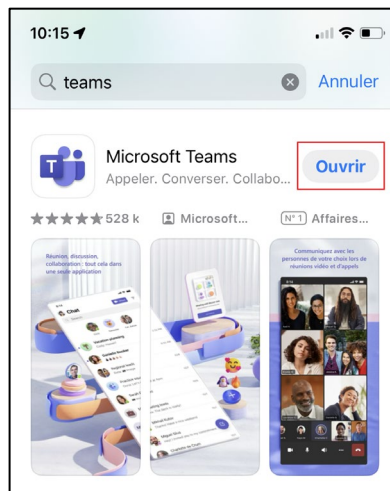 10:15
teams
Annuler
T
Microsoft Teams
Appeler. Converser. Collabo...
Ouvrir
528 k
Microsoft...
N° 1
Affaires...
Réunion, discussion,
collaboration : tout cela dans
une seule application
Chat
Communiquez avec les
personnes de votre choix lors de
réunions vidéo et d'appels